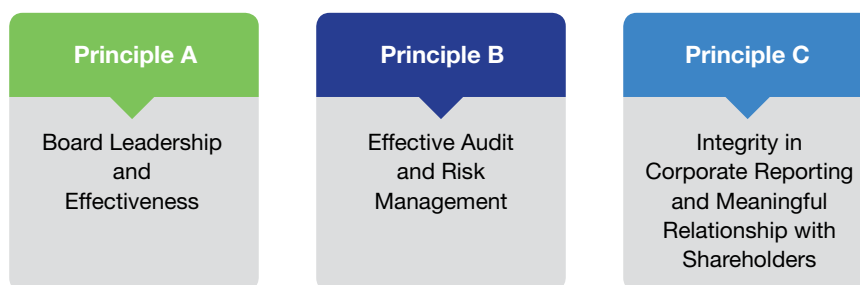 Principle A
Board Leadership
and
Effectiveness
Principle B
Effective Audit
and Risk
Management
Principle C
Integrity in
Corporate Reporting
and Meaningful
Relationship with
Shareholders